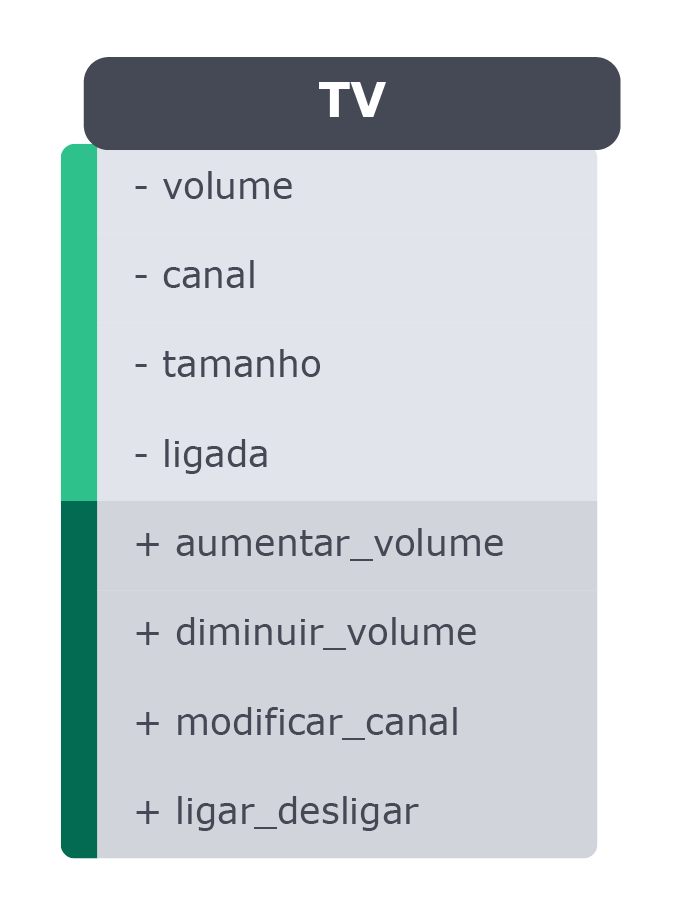 TV
- volume
- canal
- tamanho
- ligada
+ aumentar_volume
+ diminuir_volume
+ modificar_canal
+ ligar_desligar